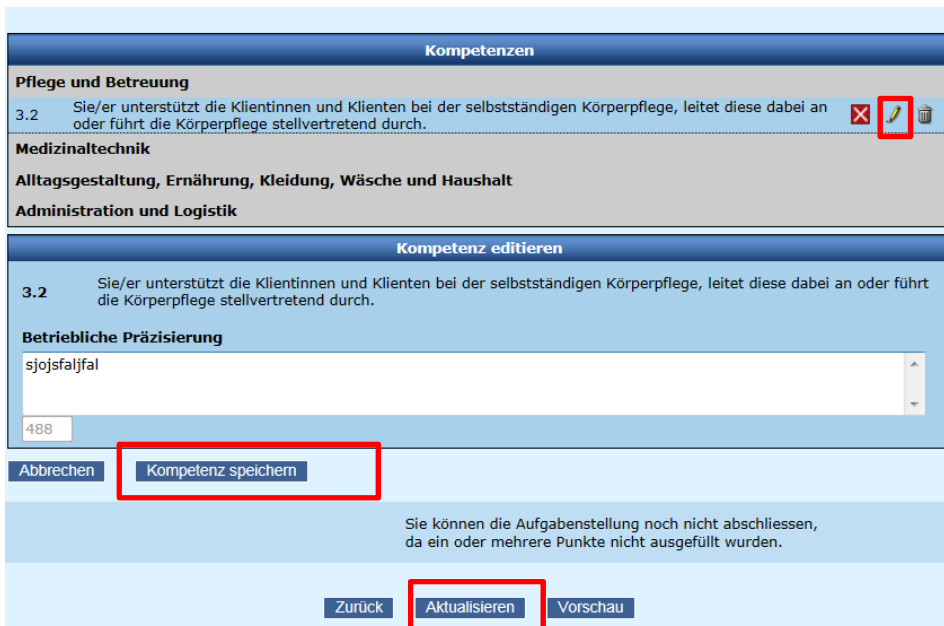 Kompetenzen
Pflege und Betreuung
3.2 Sie/er unterstützt die Klientinnen und Klienten bei der selbstständigen Körperpflege, leitet diese dabei an
oder führt die Körperpflege stellvertretend durch.
Medizinaltechnik
Alltagsgestaltung, Ernährung, Kleidung, Wäsche und Haushalt
Administration und Logistik
Kompetenz editieren
3.2 Sie/er unterstützt die Klientinnen und Klienten bei der selbstständigen Körperpflege, leitet diese dabei an oder führt
die Körperpflege stellvertretend durch.
Betriebliche Präzisierung
sjojsfaljfal
488
Abbrechen Kompetenz speichern
Sie können die Aufgabenstellung noch nicht abschliessen,
da ein oder mehrere Punkte nicht ausgefüllt wurden.
Zurück Aktualisieren Vorschau